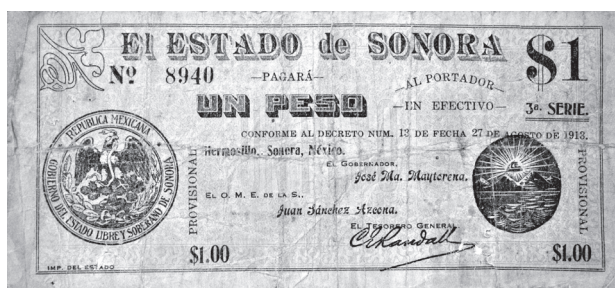 El ESTADO de SONORA $1
Nº 8940 —PAGARÁ— —AL PORTADOR—
UN PESO —EN EFECTIVO— 3a. SERIE.
CONFORME AL DECRETO NUM. 13 DE FECHA 27 DE AGOSTO DE 1913.
Hermosillo, Sonora, México.
EL GOBERNADOR,
José Ma. Maytorena.
EL O. M. E. DE LA S.,
Juan Sánchez Azcona.
EL TESORERO GENERAL
CERandall
REPUBLICA MEXICANA
GOBIERNO DEL ESTADO LIBRE Y SOBERANO DE SONORA
PROVISIONAL
PROVISIONAL
$1.00 $1.00
IMP. DEL ESTADO